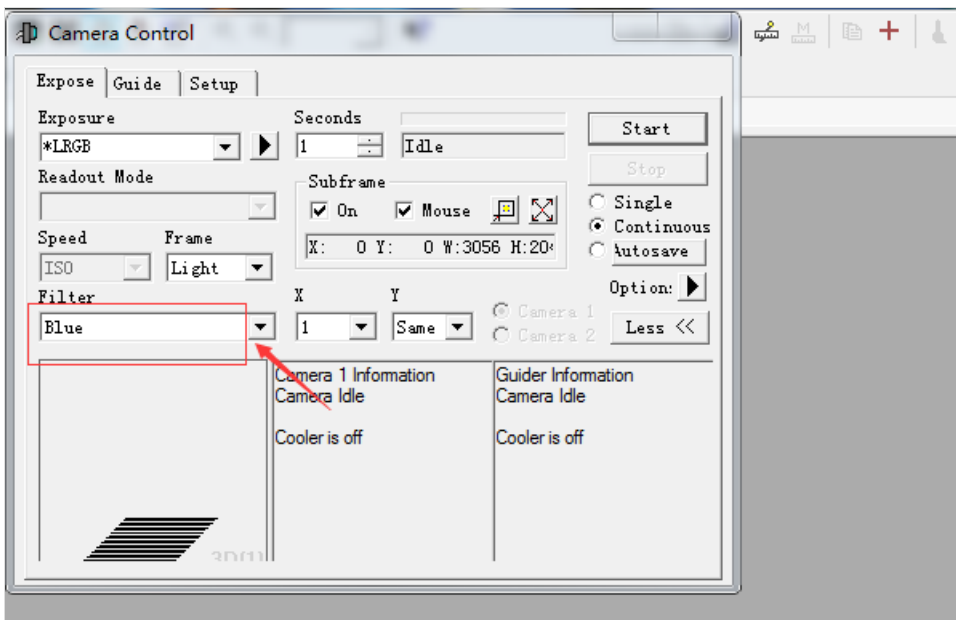 Camera Control
Expose Guide Setup
Exposure Seconds
*LRGB 1 Idle Start
Readout Mode Stop
Subframe
On Mouse Single
Continuous
Speed Frame X: 0 Y: 0 W:3056 H:20
ISO Light Autosave
Filter X Y Option:
Blue 1 Same Camera 1
Camera 2 Less <<
Camera 1 Information Guider Information
Camera Idle Camera Idle
Cooler is off Cooler is off
3D(1)
M